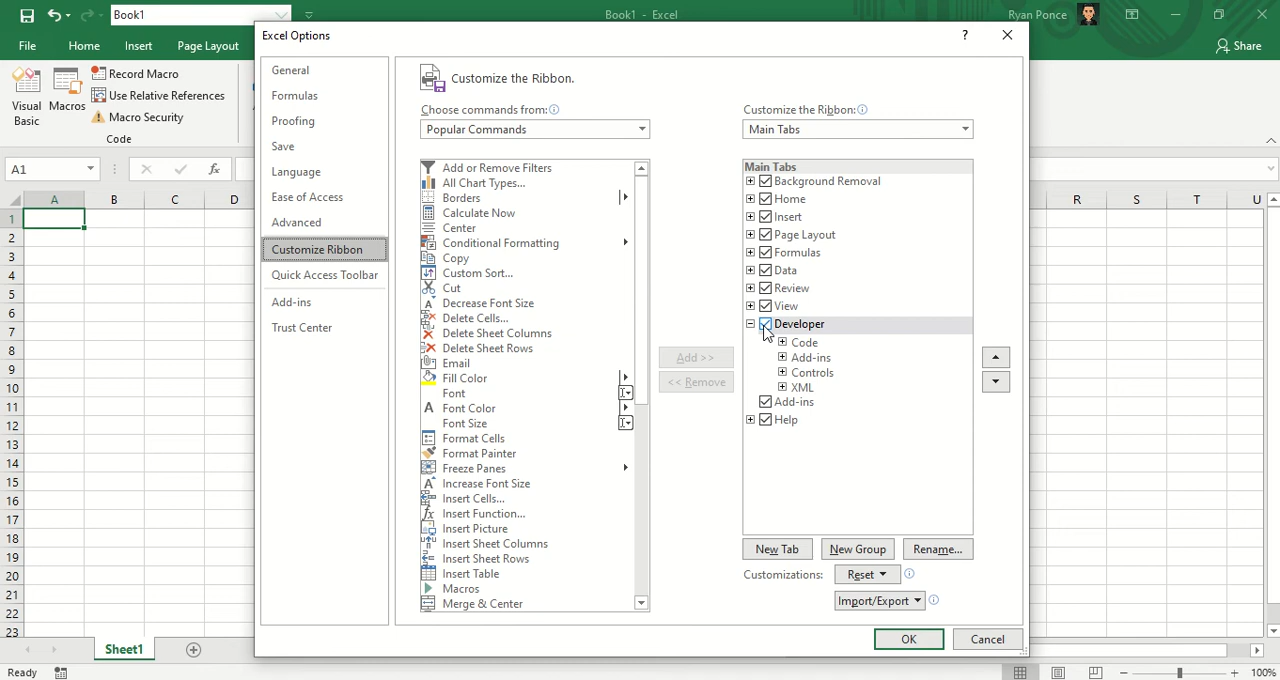 Book1
Book1 - Excel
Ryan Ponce
File
Home
Insert
Page Layout
Share
Visual Basic
Macros
Record Macro
Use Relative References
Macro Security
Code
A1
fx
A B C D
R S T U
1
2
3
4
5
6
7
8
9
10
11
12
13
14
15
16
17
18
19
20
21
22
23
Excel Options
?
General
Formulas
Proofing
Save
Language
Ease of Access
Advanced
Customize Ribbon
Quick Access Toolbar
Add-ins
Trust Center
Customize the Ribbon.
Choose commands from:
Popular Commands
Add or Remove Filters
All Chart Types...
Borders
Calculate Now
Center
Conditional Formatting
Copy
Custom Sort...
Cut
Decrease Font Size
Delete Cells...
Delete Sheet Columns
Delete Sheet Rows
Email
Fill Color
Font
Font Color
Font Size
Format Cells
Format Painter
Freeze Panes
Increase Font Size
Insert Cells...
Insert Function...
Insert Picture
Insert Sheet Columns
Insert Sheet Rows
Insert Table
Macros
Merge & Center
Add >>
<< Remove
Customize the Ribbon:
Main Tabs
Main Tabs
Background Removal
Home
Insert
Page Layout
Formulas
Data
Review
View
Developer
Code
Add-ins
Controls
XML
Add-ins
Help
New Tab
New Group
Rename...
Customizations:
Reset
Import/Export
OK
Cancel
Sheet1
Ready
100%